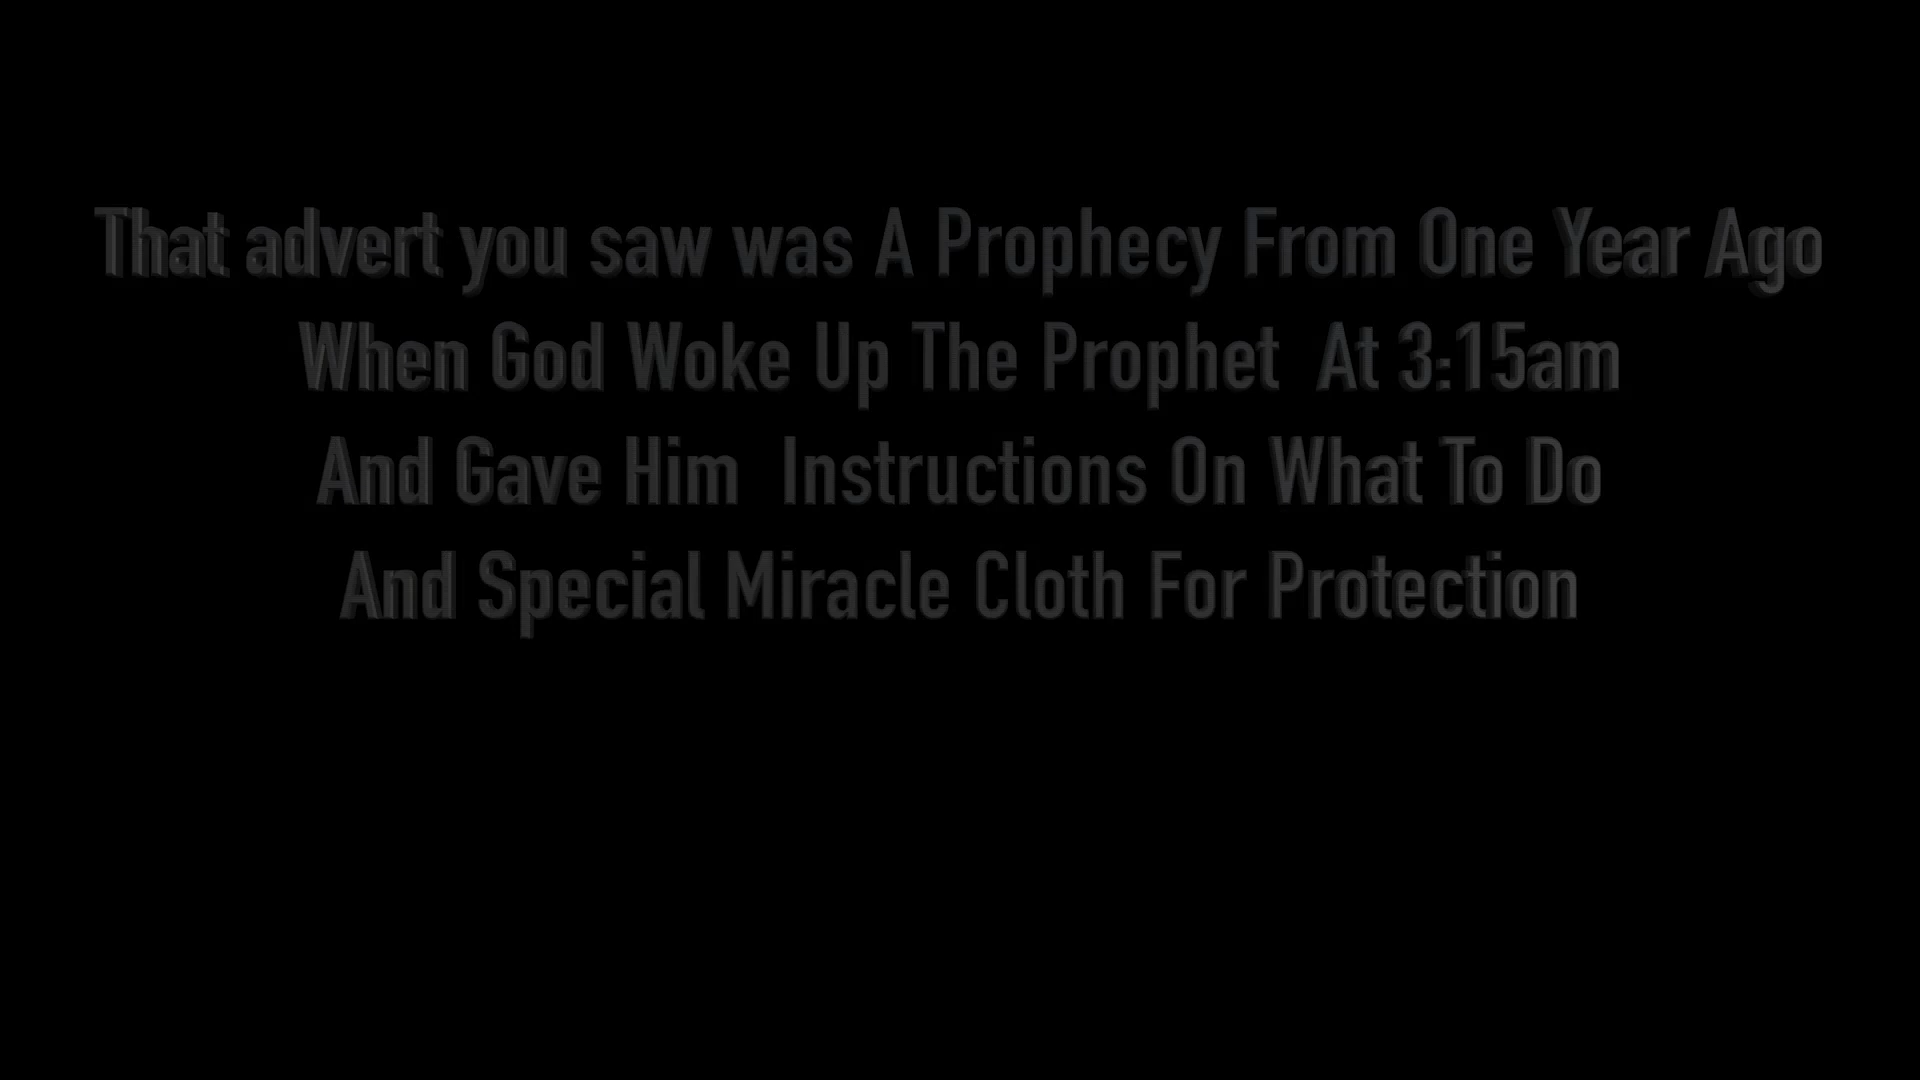 That advert you saw was A Prophecy From One Year Ago
When God Woke Up The Prophet  At 3:15am
And Gave Him  Instructions On What To Do
And Special Miracle Cloth For Protection